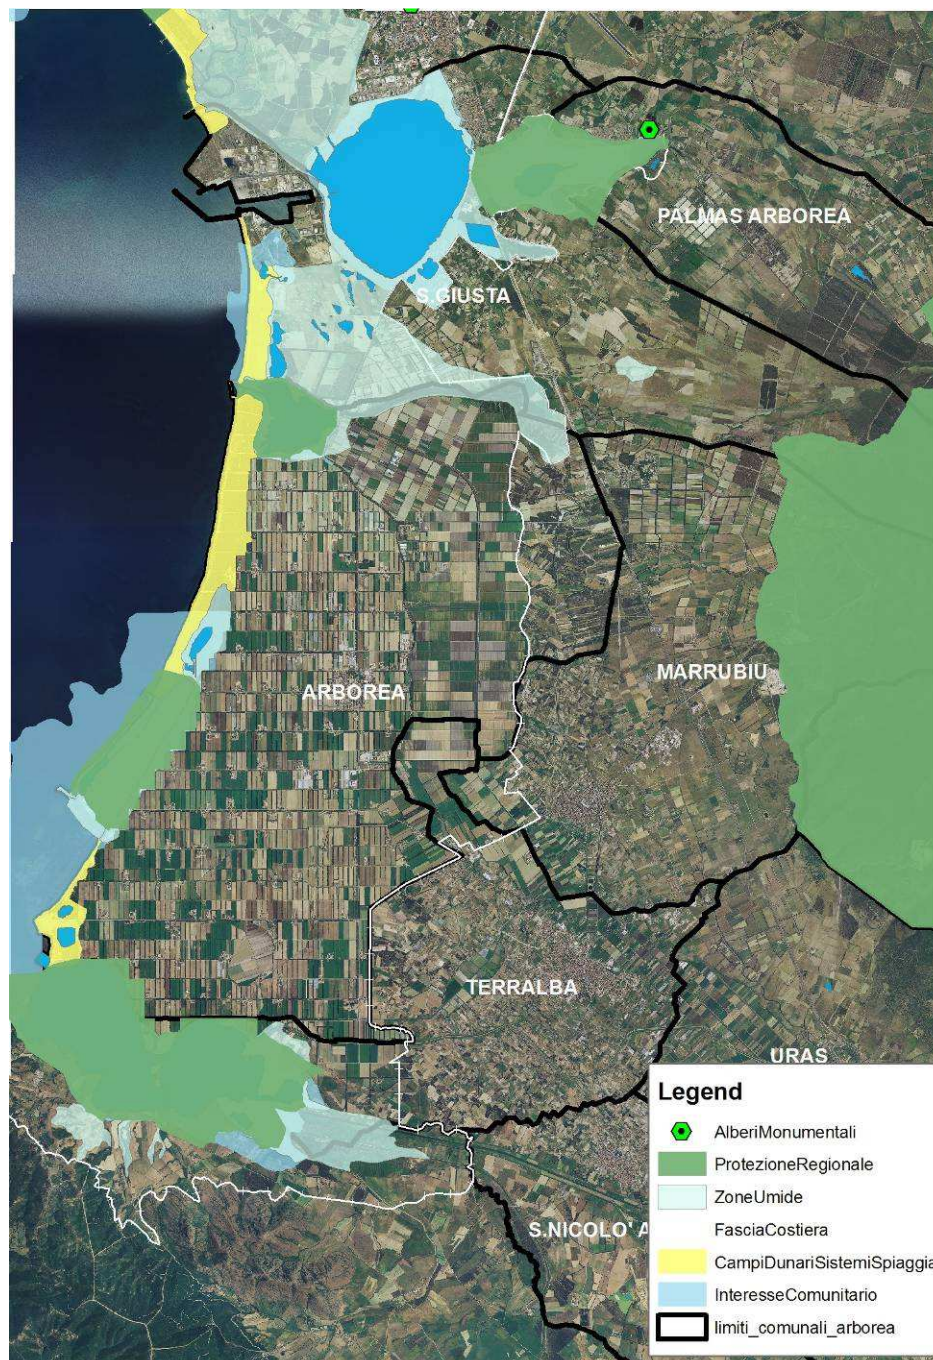 PALMAS ARBOREA
S.GIUSTA
MARRUBIU
ARBOREA
TERRALBA
URAS
S.NICOLO' A
Legend
AlberiMonumentali
ProtezioneRegionale
ZoneUmide
FasciaCostiera
CampiDunariSistemiSpiaggia
InteresseComunitario
limiti_comunali_arborea